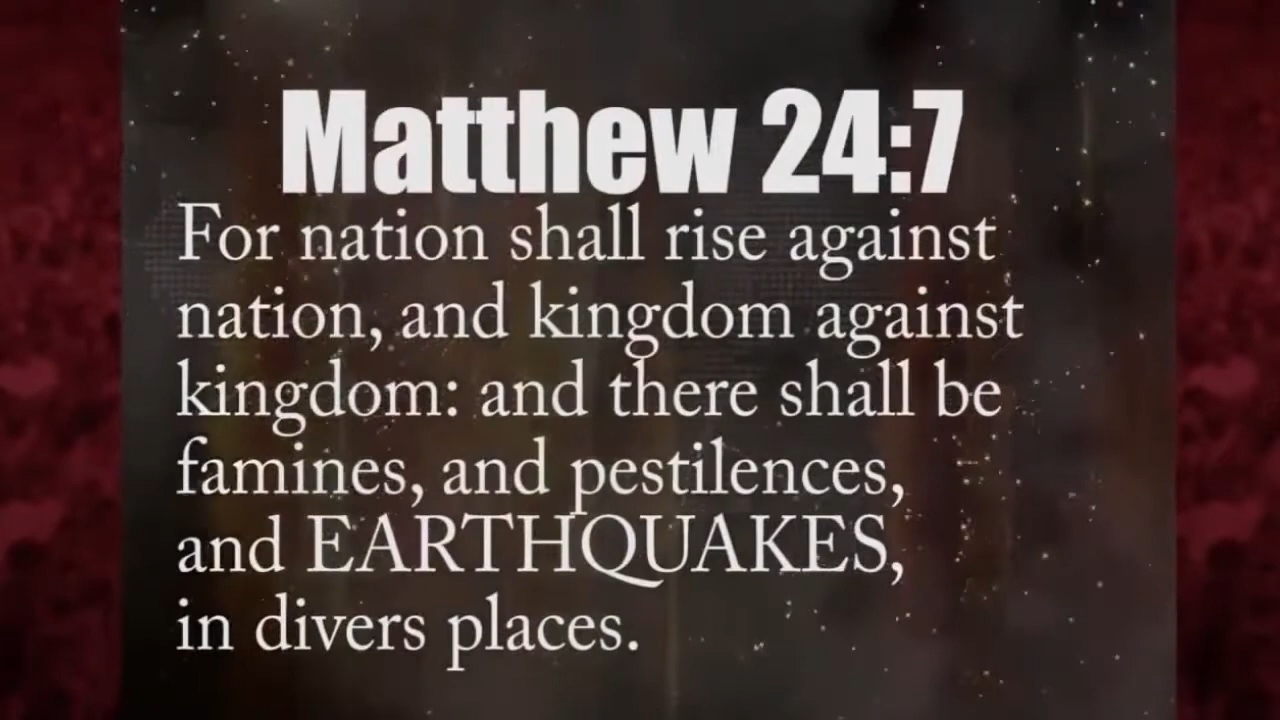 Matthew 24:7
For nation shall rise against
nation, and kingdom against
kingdom: and there shall be
famines, and pestilences,
and EARTHQUAKES,
in divers places.